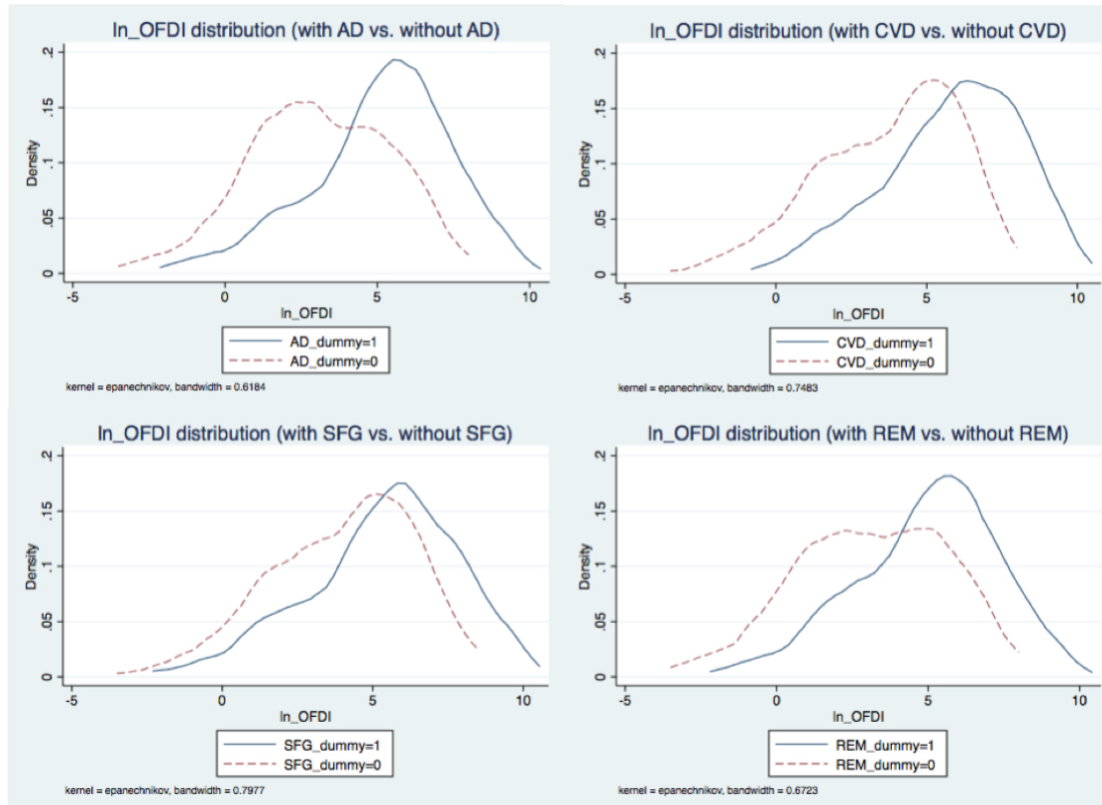 ln_OFDI distribution (with AD vs. without AD)
Density
0
.05
.1
.15
.2
-5
0
5
10
ln_OFDI
AD_dummy=1
AD_dummy=0
kernel = epanechnikov, bandwidth = 0.6184
ln_OFDI distribution (with CVD vs. without CVD)
Density
0
.05
.1
.15
.2
-5
0
5
10
ln_OFDI
CVD_dummy=1
CVD_dummy=0
kernel = epanechnikov, bandwidth = 0.7483
ln_OFDI distribution (with SFG vs. without SFG)
Density
0
.05
.1
.15
.2
-5
0
5
10
ln_OFDI
SFG_dummy=1
SFG_dummy=0
kernel = epanechnikov, bandwidth = 0.7977
ln_OFDI distribution (with REM vs. without REM)
Density
0
.05
.1
.15
.2
-5
0
5
10
ln_OFDI
REM_dummy=1
REM_dummy=0
kernel = epanechnikov, bandwidth = 0.6723